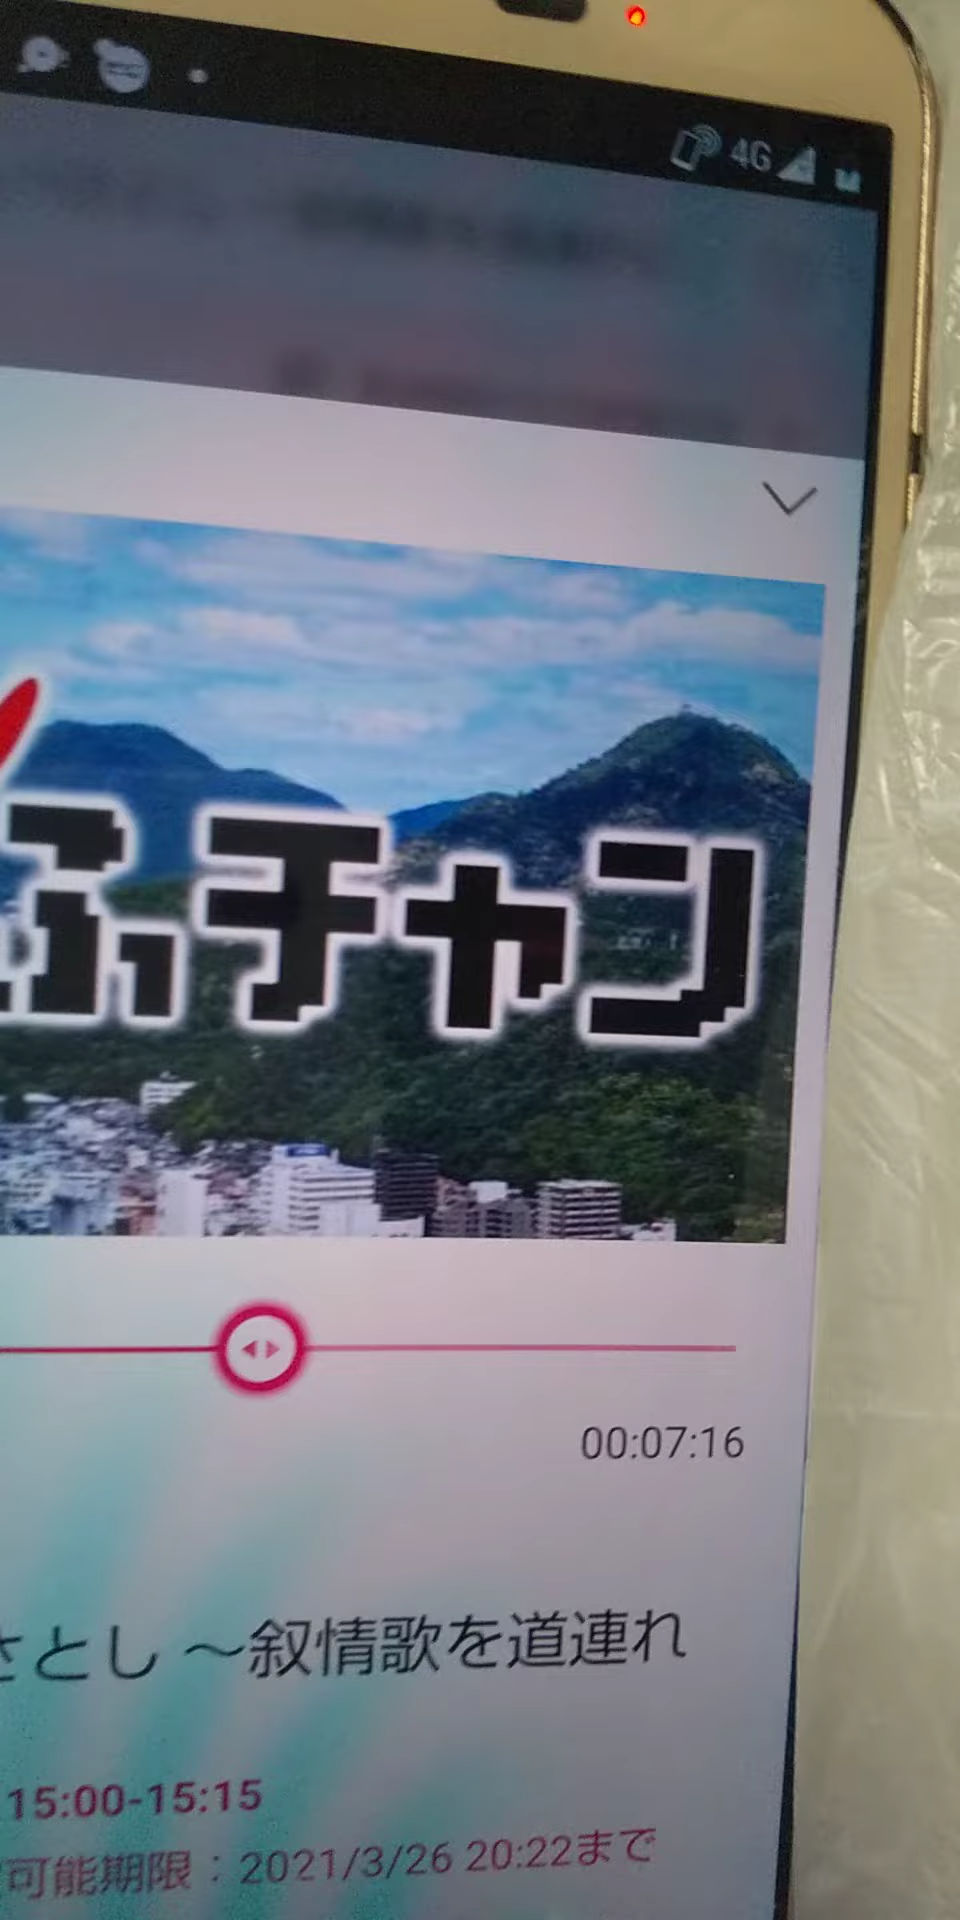 4G
ふチャン
00:07:16
さとし 〜叙情歌を道連れ
15:00-15:15
可能期限：2021/3/26 20:22まで